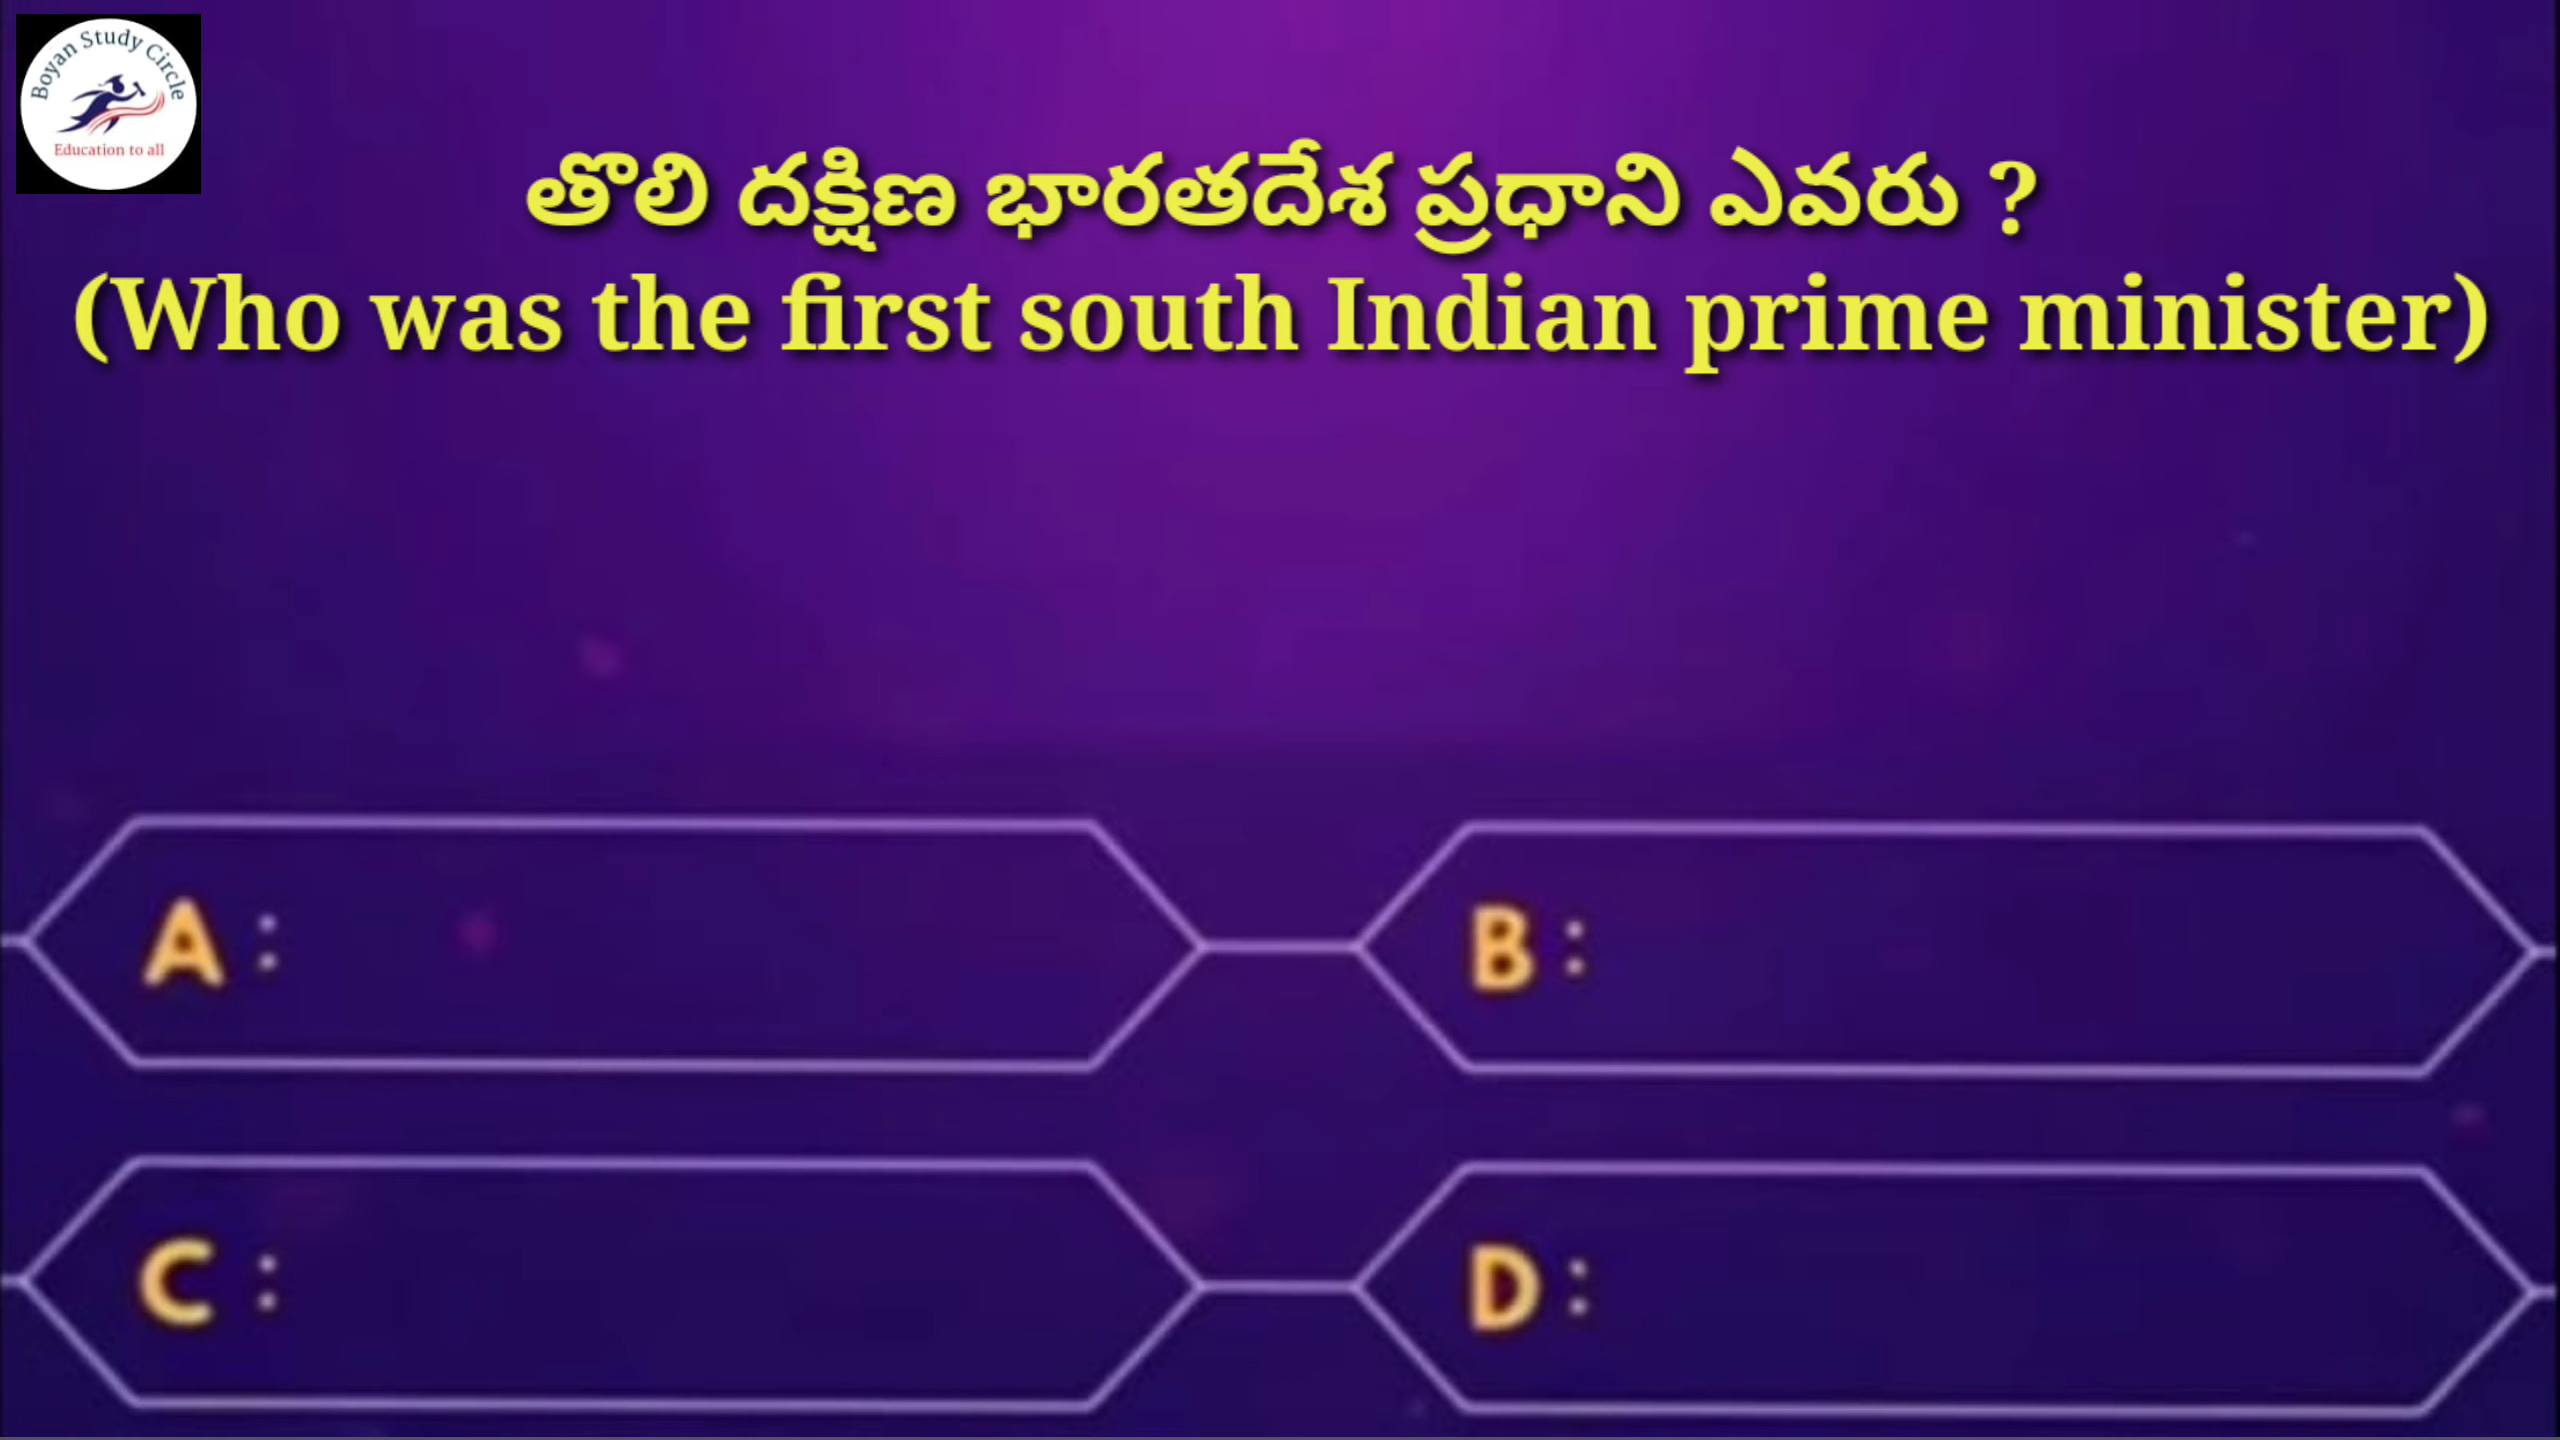 Boyan Study Circle
Education to all
తొలి దక్షిణ భారతదేశ ప్రధాని ఎవరు ?
(Who was the first south Indian prime minister)
A :
B :
C :
D :